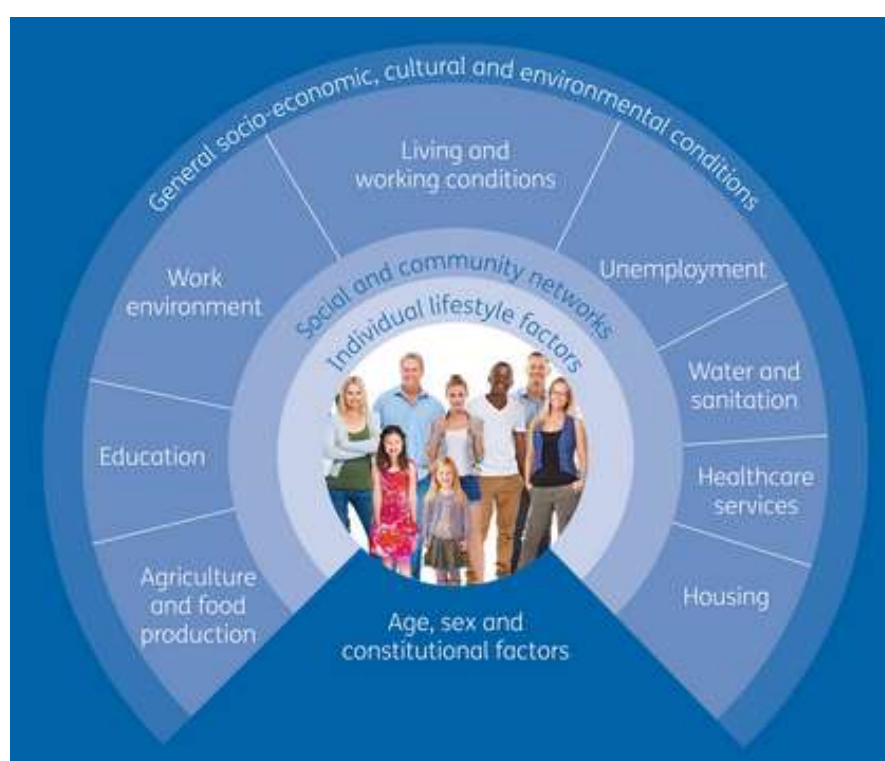 General socio-economic, cultural and environmental conditions
Living and
working conditions
Work
environment
Unemployment
Social and community networks
Individual lifestyle factors
Water and
sanitation
Education
Healthcare
services
Agriculture
and food
production
Housing
Age, sex and
constitutional factors